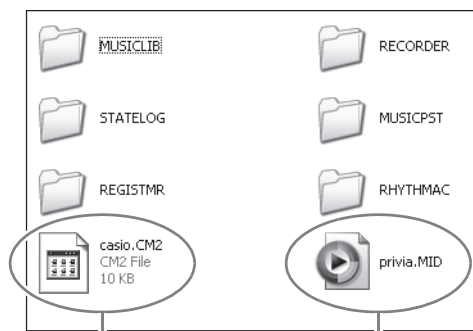 MUSICLIB
RECORDER
STATELOG
MUSICPST
REGISTMR
RHYTHMAC
casio.CM2
CM2 File
10 KB
privia.MID